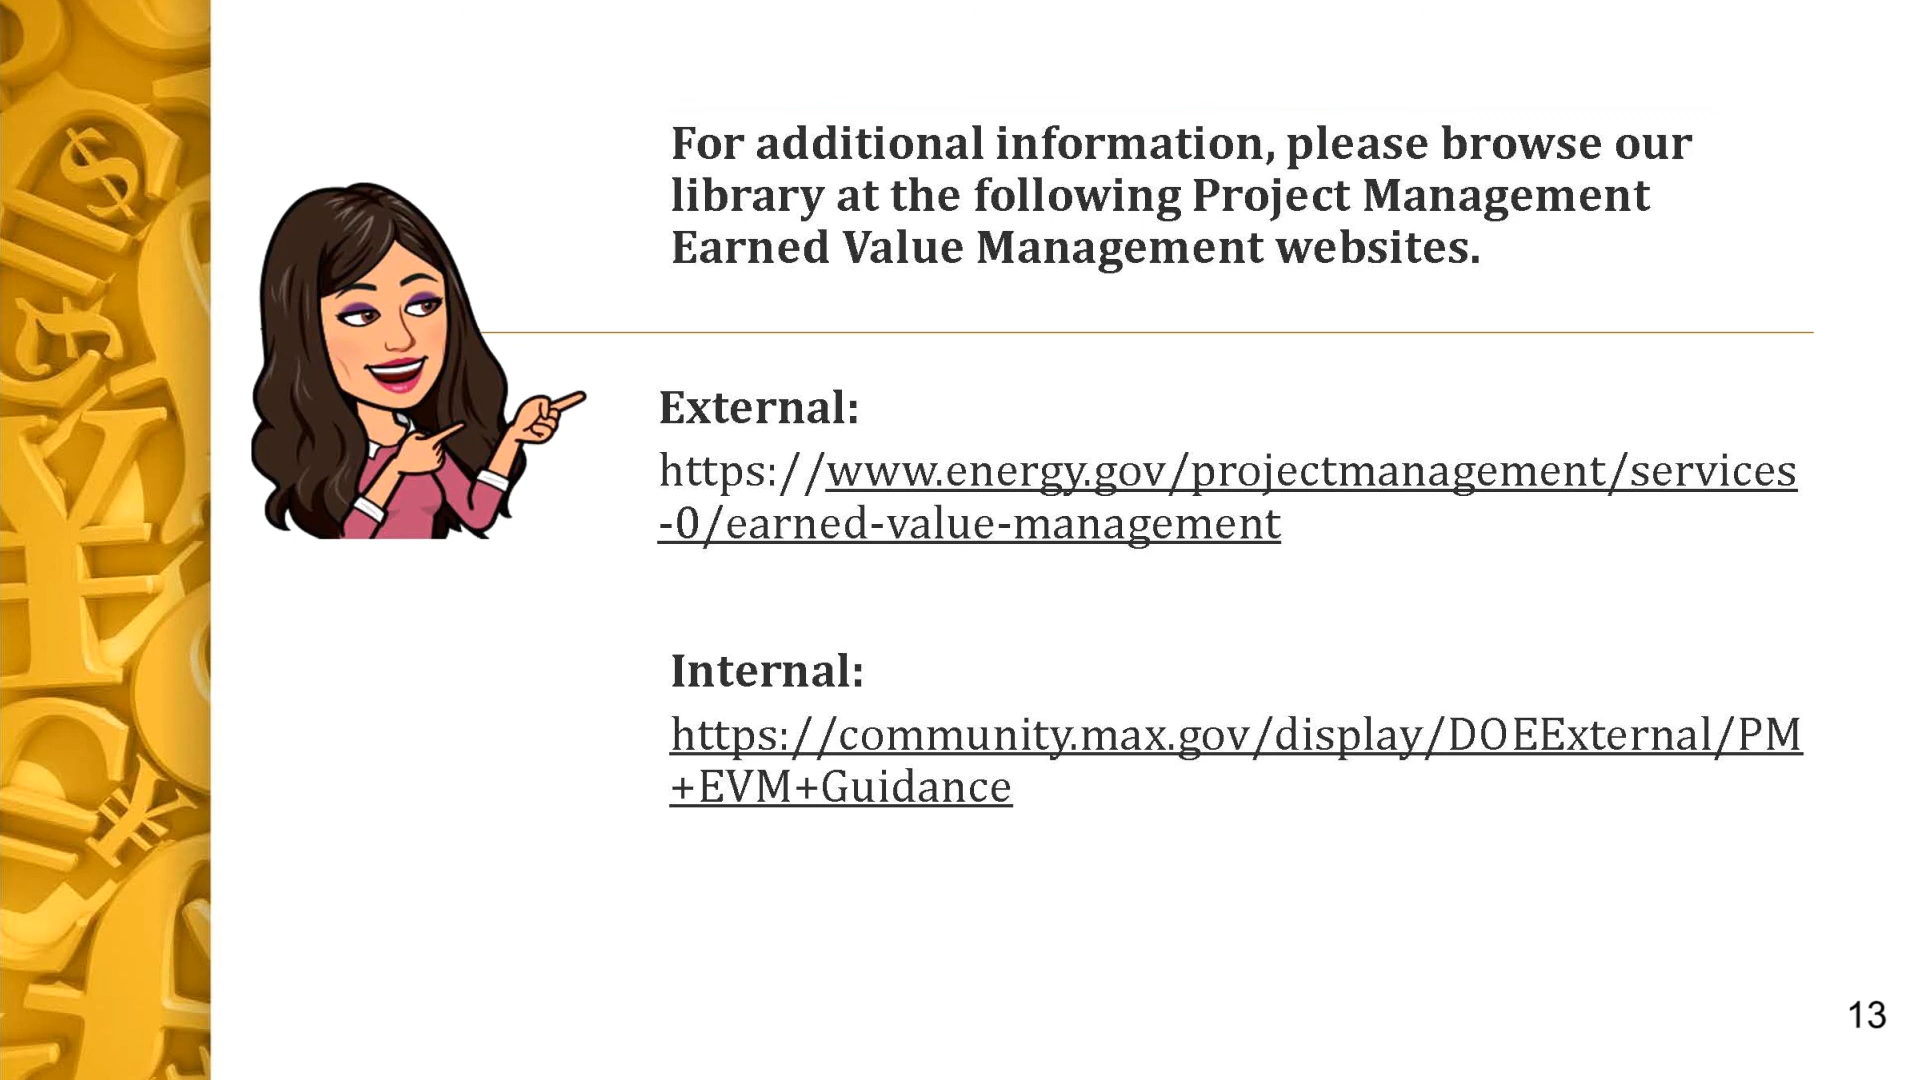 For additional information, please browse our
library at the following Project Management
Earned Value Management websites.
External:
https://www.energy.gov/projectmanagement/services
-0/earned-value-management
Internal:
https://community.max.gov/display/DOEExternal/PM
+EVM+Guidance
13